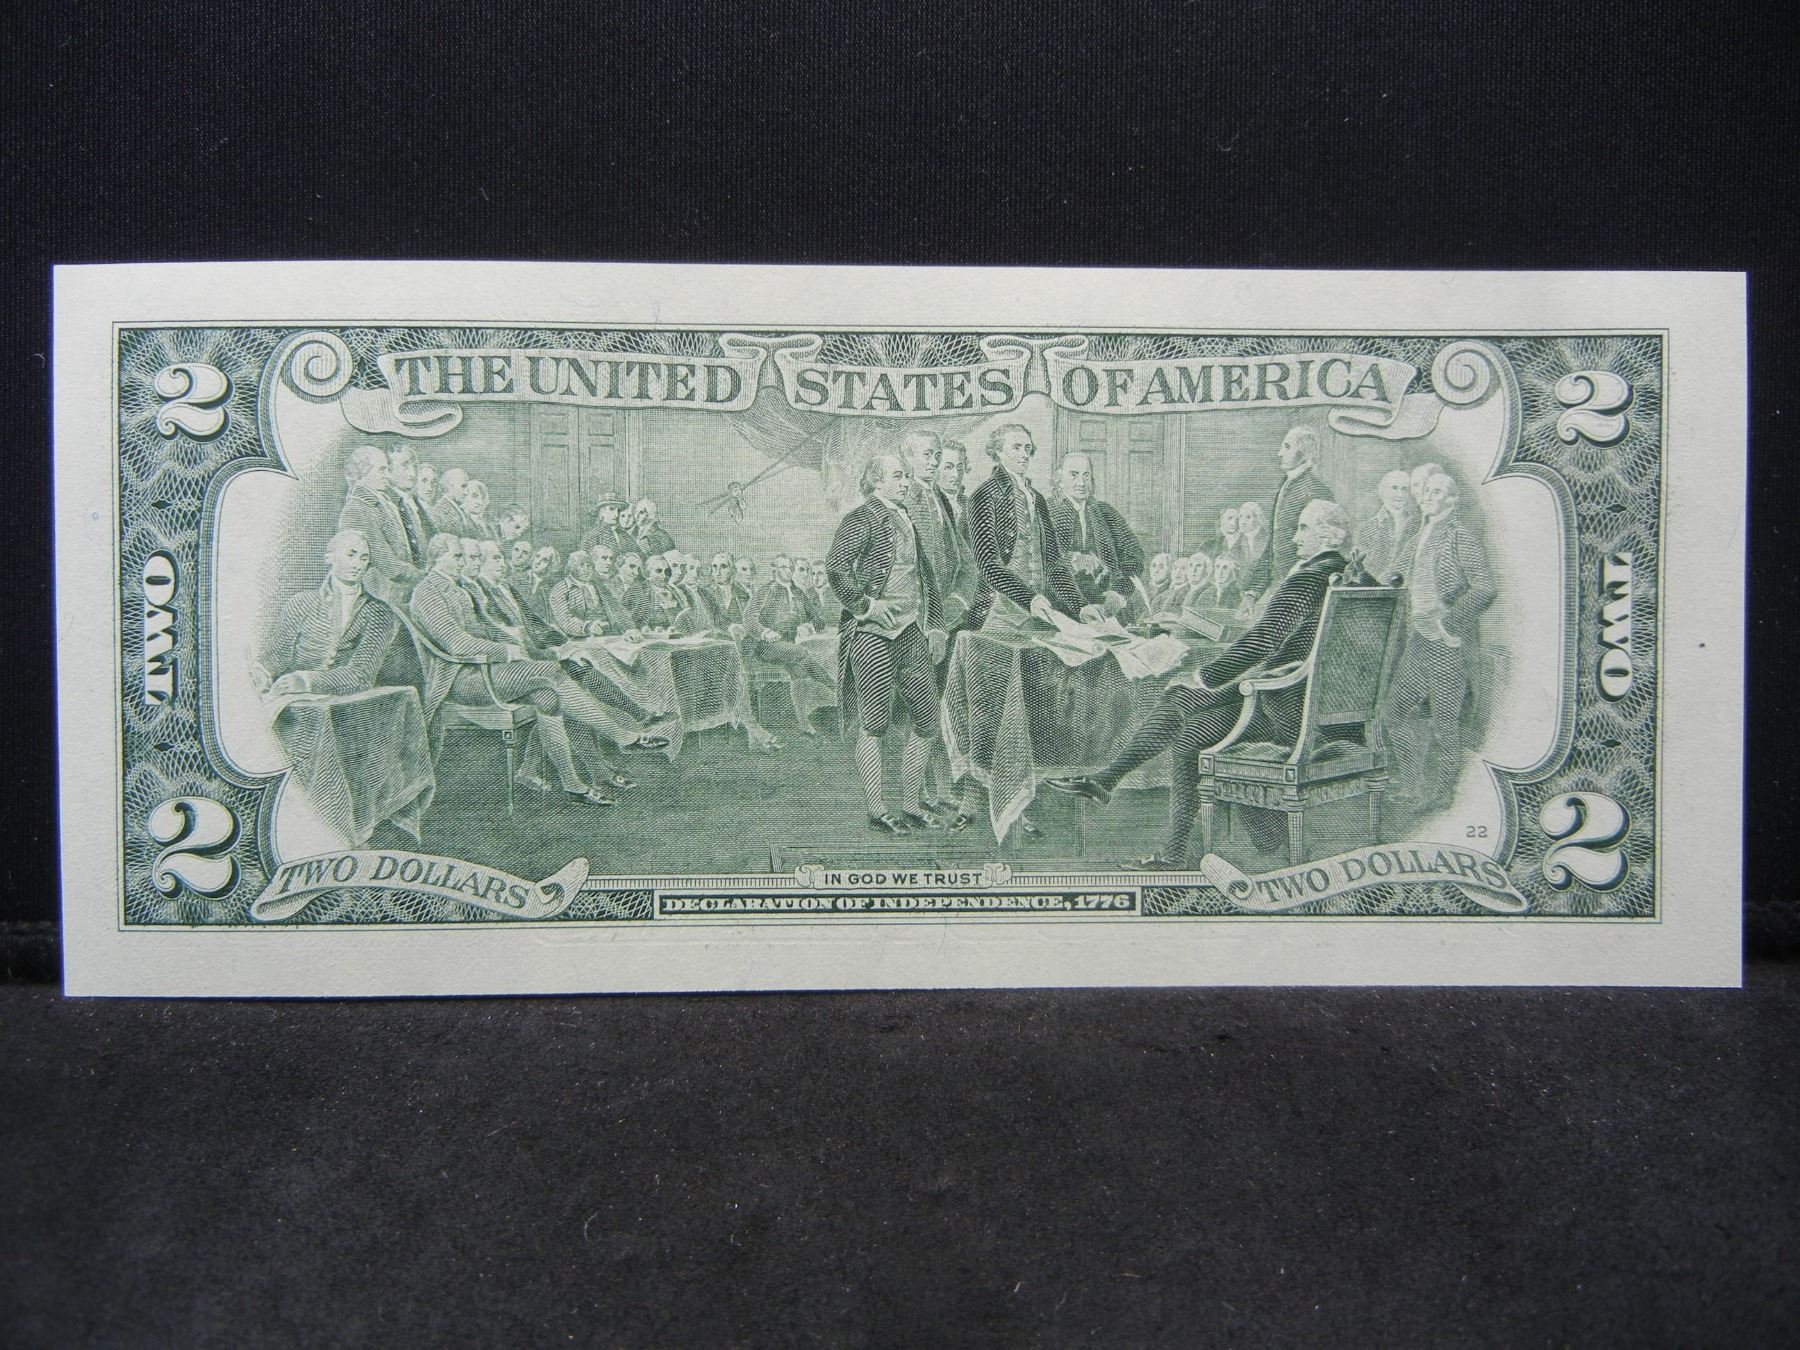 THE UNITED STATES OF AMERICA
2
2
TWO
TWO
22
2
2
TWO DOLLARS
TWO DOLLARS
IN GOD WE TRUST
DECLARATION OF INDEPENDENCE, 1776